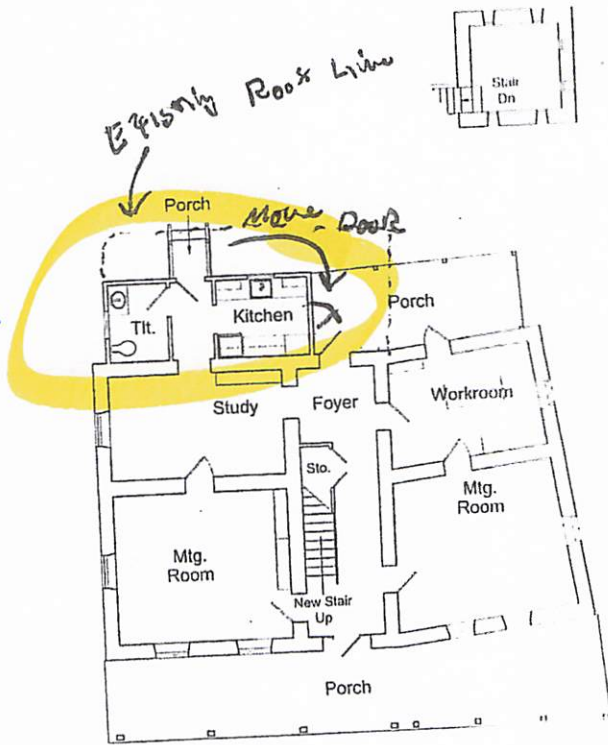 Stair
Dn
Roof Line
Porch
Move Door
Porch
Tlt.
Kitchen
Study
Foyer
Workroom
Sto.
Mtg.
Room
Mtg.
Room
New Stair
Up
Porch